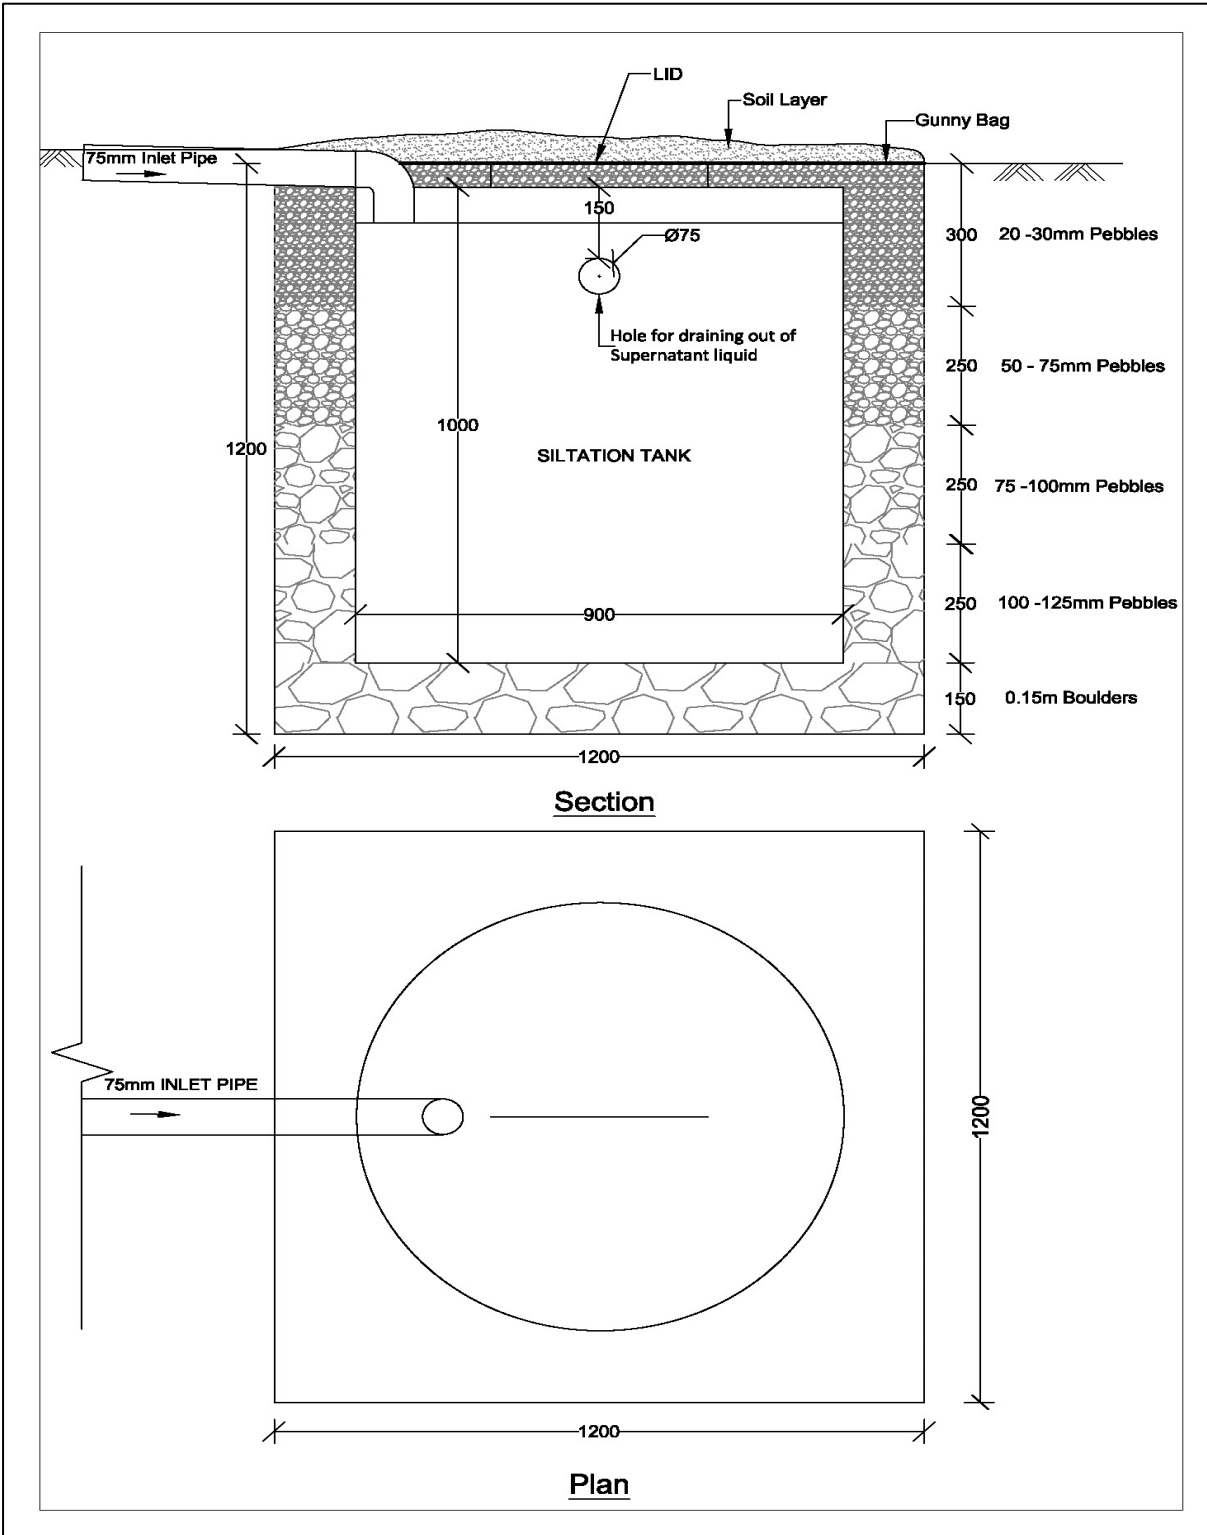 LID
Soil Layer
Gunny Bag
75mm Inlet Pipe
150
Ø75
300 20 -30mm Pebbles
Hole for draining out of
Supernatant liquid
250 50 - 75mm Pebbles
1000
1200
SILTATION TANK
250 75 -100mm Pebbles
250 100 -125mm Pebbles
900
150 0.15m Boulders
1200
Section
75mm INLET PIPE
1200
1200
Plan